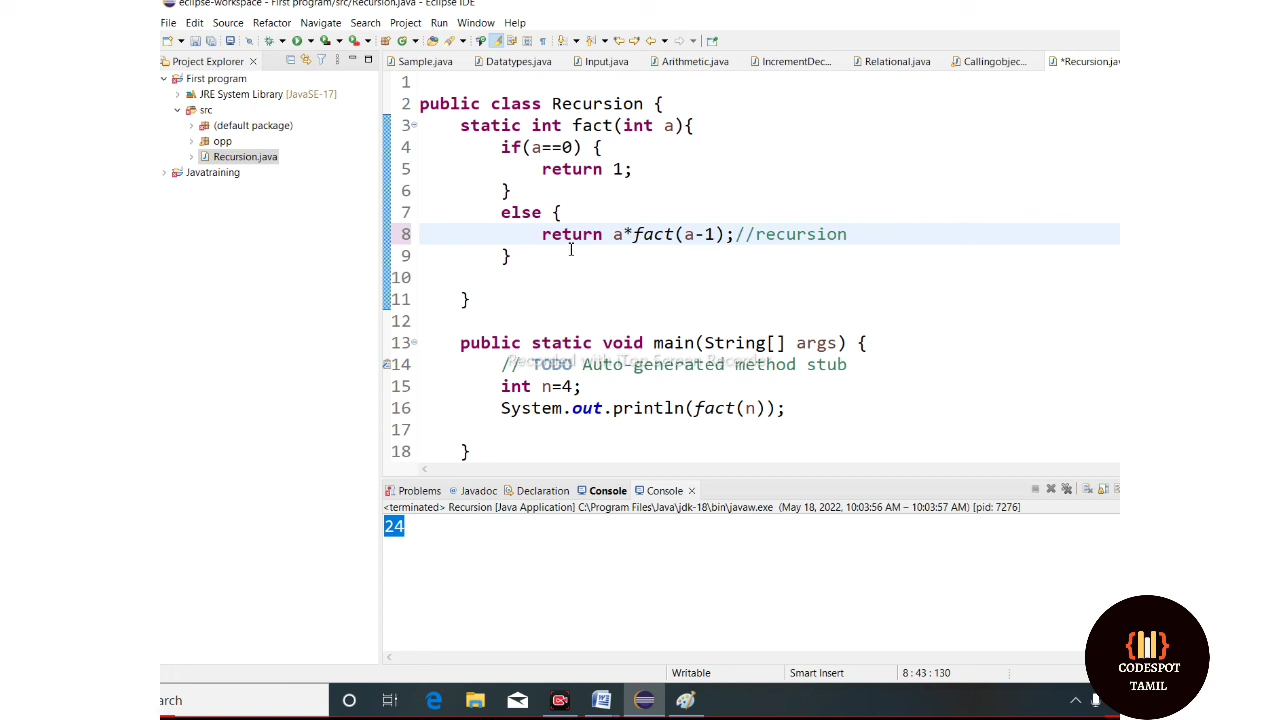 eclipse-workspace - First program/src/Recursion.java - Eclipse IDE
File Edit Source Refactor Navigate Search Project Run Window Help
Project Explorer
Sample.java Datatypes.java Input.java Arithmetic.java IncrementDec... Relational.java Callingobjec... *Recursion.java
First program
JRE System Library [JavaSE-17]
src
(default package)
opp
Recursion.java
Javatraining
1
2 public class Recursion {
3 static int fact(int a){
4 if(a==0) {
5 return 1;
6 }
7 else {
8 return a*fact(a-1);//recursion
9 }
10
11 }
12
13 public static void main(String[] args) {
14 // TODO Auto-generated method stub
Recorded with iTop Screen Recorder
15 int n=4;
16 System.out.println(fact(n));
17
18 }
Problems Javadoc Declaration Console Console
<terminated> Recursion [Java Application] C:\Program Files\Java\jdk-18\bin\javaw.exe (May 18, 2022, 10:03:56 AM – 10:03:57 AM) [pid: 7276]
24
Writable Smart Insert 8 : 43 : 130
arch
CODESPOT
TAMIL